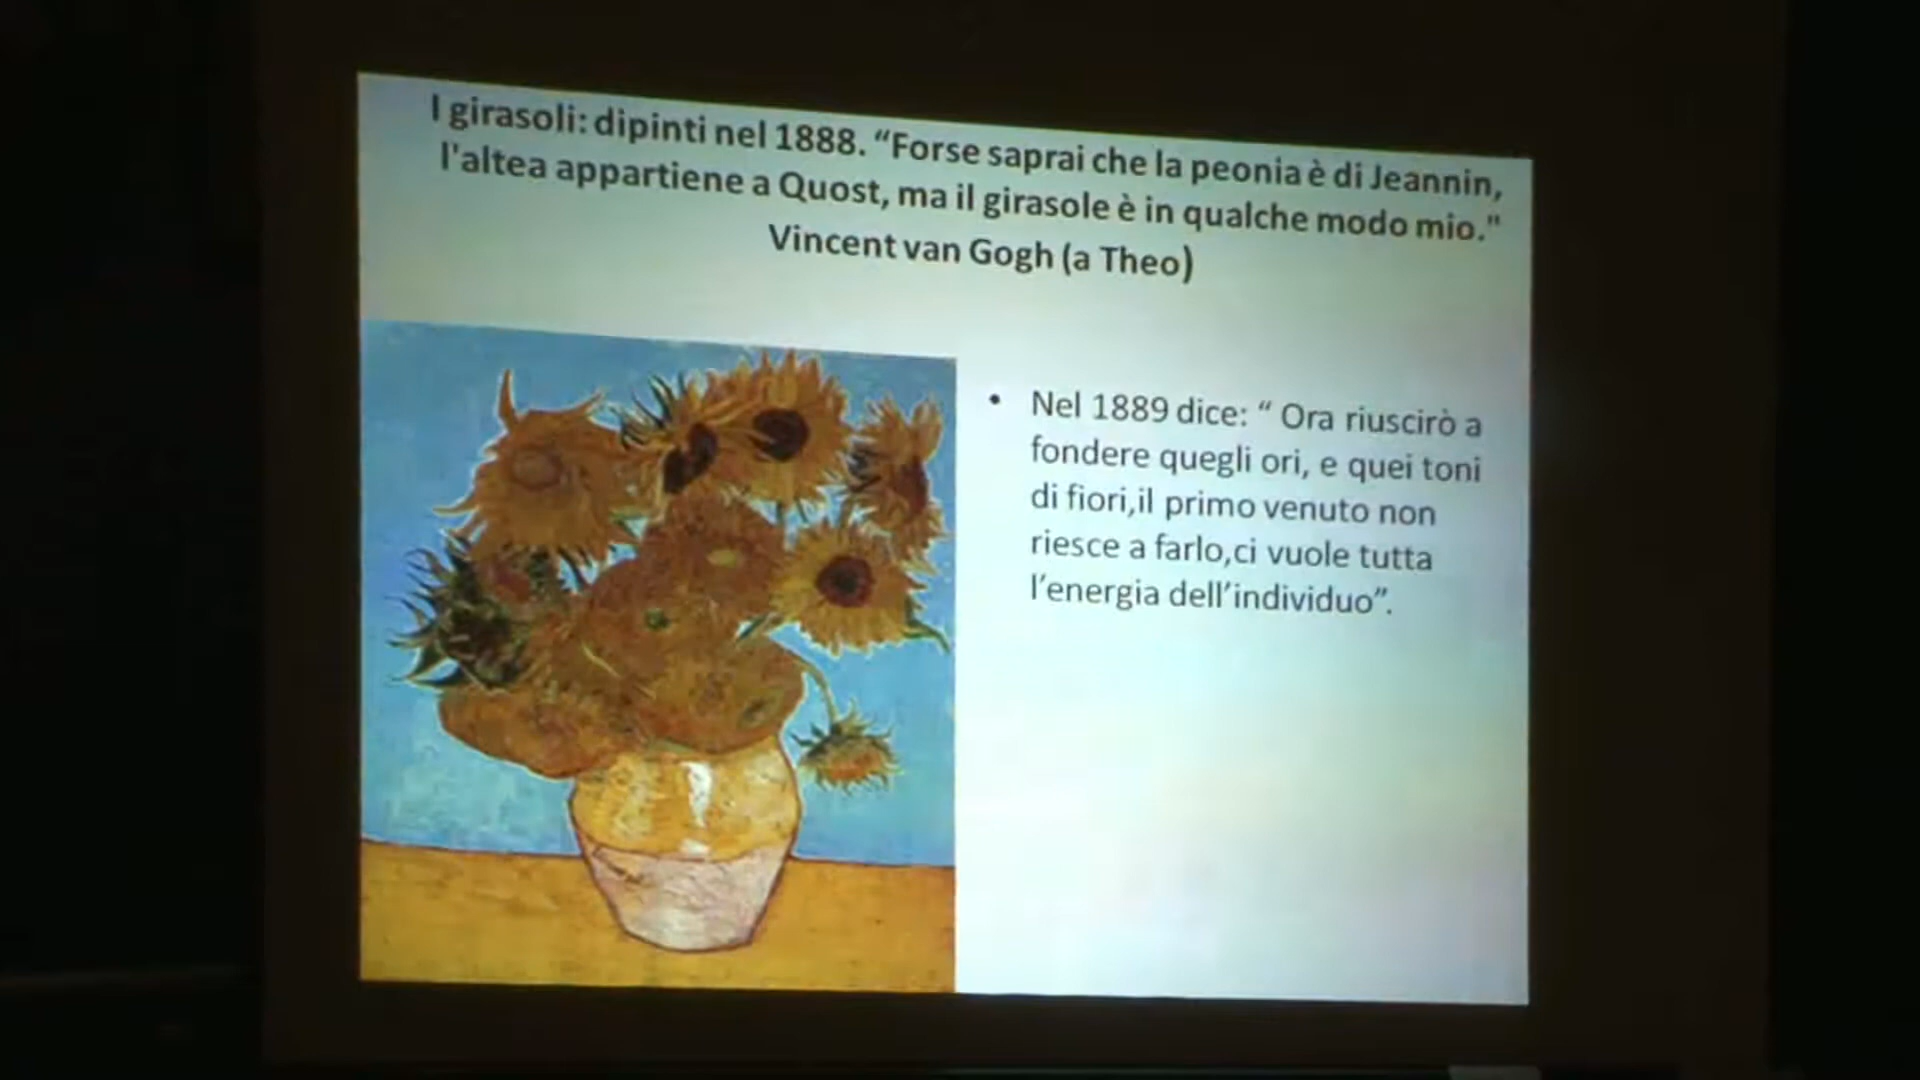 I girasoli: dipinti nel 1888. “Forse saprai che la peonia è di Jeannin,
l'altea appartiene a Quost, ma il girasole è in qualche modo mio."
Vincent van Gogh (a Theo)
• Nel 1889 dice: “ Ora riuscirò a
fondere quegli ori, e quei toni
di fiori,il primo venuto non
riesce a farlo,ci vuole tutta
l’energia dell’individuo”.